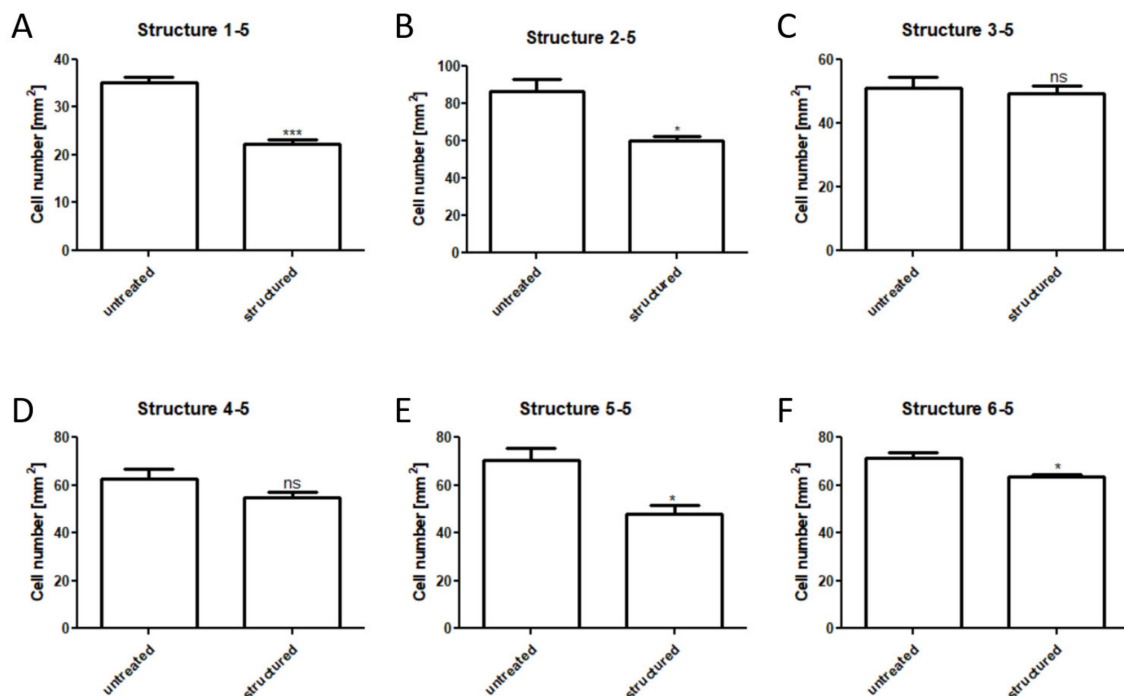 A
Structure 1-5
Cell number [mm²]
40
30
20
10
0
***
untreated
structured
B
Structure 2-5
Cell number [mm²]
100
80
60
40
20
0
*
untreated
structured
C
Structure 3-5
Cell number [mm²]
60
40
20
0
ns
untreated
structured
D
Structure 4-5
Cell number [mm²]
80
60
40
20
0
ns
untreated
structured
E
Structure 5-5
Cell number [mm²]
80
60
40
20
0
*
untreated
structured
F
Structure 6-5
Cell number [mm²]
80
60
40
20
0
*
untreated
structured